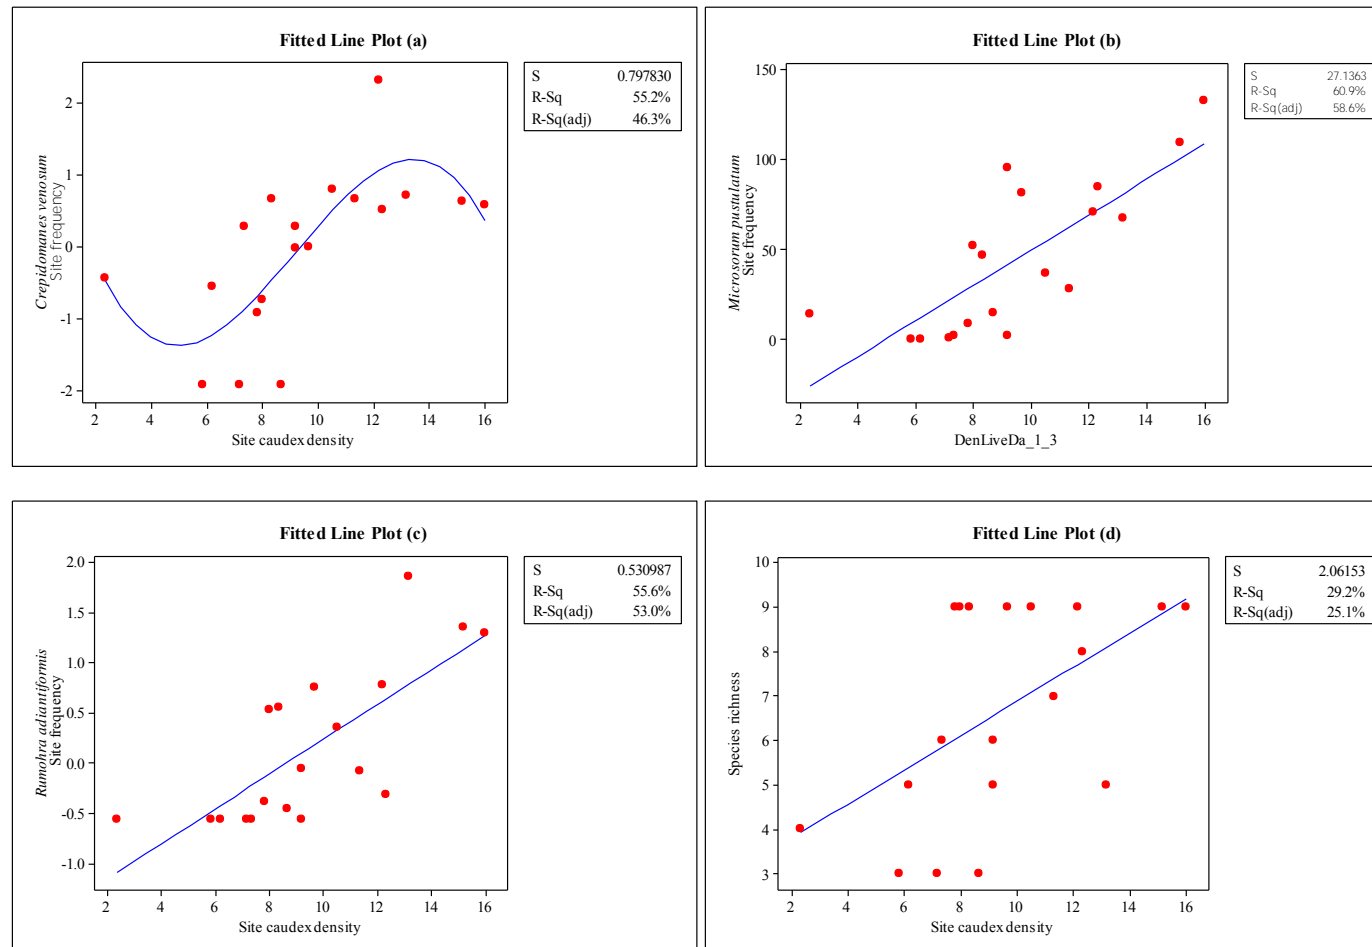 Fitted Line Plot (a)
S 0.797830
R-Sq 55.2%
R-Sq(adj) 46.3%
Crepidomanes venosum
Site frequency
2
1
0
-1
-2
2 4 6 8 10 12 14 16
Site caudex density
Fitted Line Plot (b)
S 27.1363
R-Sq 60.9%
R-Sq(adj) 58.6%
Microsorum pustulatum
Site frequency
150
100
50
0
2 4 6 8 10 12 14 16
DenLiveDa_1_3
Fitted Line Plot (c)
S 0.530987
R-Sq 55.6%
R-Sq(adj) 53.0%
Rumohra adiantiformis
Site frequency
2.0
1.5
1.0
0.5
0.0
-0.5
-1.0
2 4 6 8 10 12 14 16
Site caudex density
Fitted Line Plot (d)
S 2.06153
R-Sq 29.2%
R-Sq(adj) 25.1%
Species richness
10
9
8
7
6
5
4
3
2 4 6 8 10 12 14 16
Site caudex density